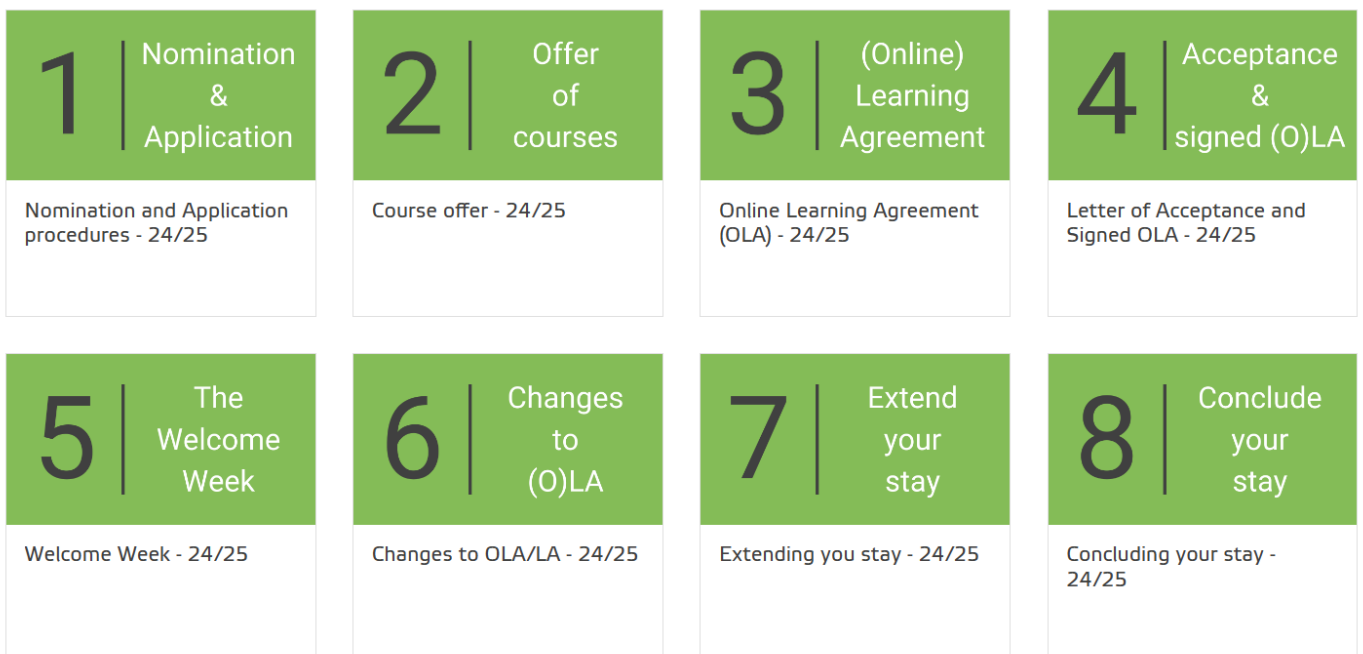 1
Nomination
&
Application
Nomination and Application
procedures - 24/25
2
Offer
of
courses
Course offer - 24/25
3
(Online)
Learning
Agreement
Online Learning Agreement
(OLA) - 24/25
4
Acceptance
&
signed (O)LA
Letter of Acceptance and
Signed OLA - 24/25
5
The
Welcome
Week
Welcome Week - 24/25
6
Changes
to
(O)LA
Changes to OLA/LA - 24/25
7
Extend
your
stay
Extending you stay - 24/25
8
Conclude
your
stay
Concluding your stay -
24/25